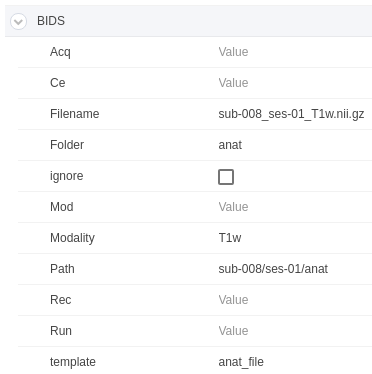 BIDS
Acq Value
Ce Value
Filename sub-008_ses-01_T1w.nii.gz
Folder anat
ignore
Mod Value
Modality T1w
Path sub-008/ses-01/anat
Rec Value
Run Value
template anat_file